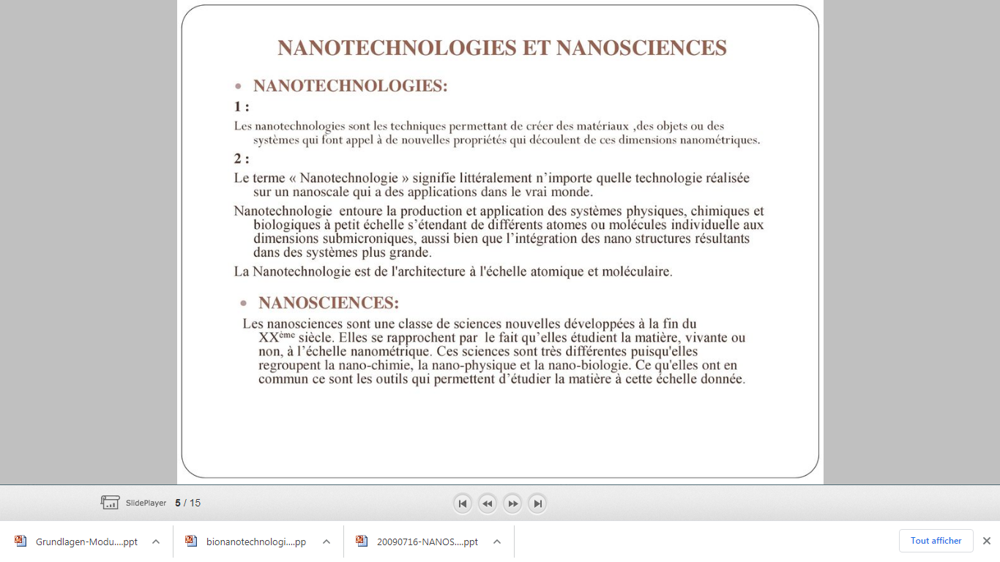 NANOTECHNOLOGIES ET NANOSCIENCES
• NANOTECHNOLOGIES:
1 :
Les nanotechnologies sont les techniques permettant de créer des matériaux ,des objets ou des
systèmes qui font appel à de nouvelles propriétés qui découlent de ces dimensions nanométriques.
2 :
Le terme « Nanotechnologie » signifie littéralement n’importe quelle technologie réalisée
sur un nanoscale qui a des applications dans le vrai monde.
Nanotechnologie entoure la production et application des systèmes physiques, chimiques et
biologiques à petit échelle s’étendant de différents atomes ou molécules individuelle aux
dimensions submicroniques, aussi bien que l’intégration des nano structures résultants
dans des systèmes plus grande.
La Nanotechnologie est de l'architecture à l'échelle atomique et moléculaire.
• NANOSCIENCES:
Les nanosciences sont une classe de sciences nouvelles développées à la fin du
XXème siècle. Elles se rapprochent par le fait qu’elles étudient la matière, vivante ou
non, à l’échelle nanométrique. Ces sciences sont très différentes puisqu'elles
regroupent la nano-chimie, la nano-physique et la nano-biologie. Ce qu'elles ont en
commun ce sont les outils qui permettent d’étudier la matière à cette échelle donnée.
SlidePlayer 5 / 15
Grundlagen-Modu....ppt
bionanotechnologi....pp
20090716-NANOS....ppt
Tout afficher